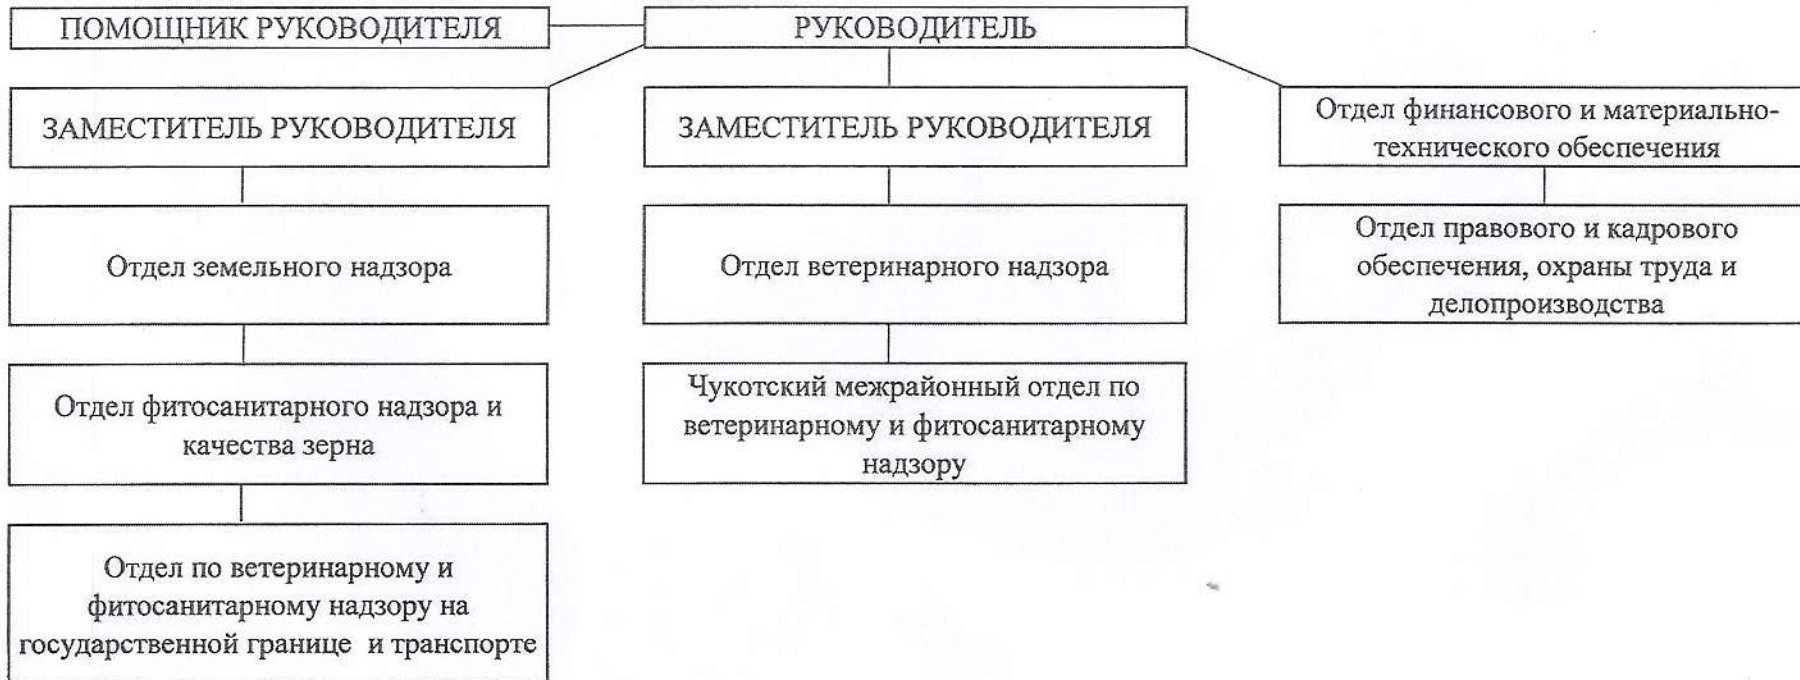 ПОМОЩНИК РУКОВОДИТЕЛЯ
РУКОВОДИТЕЛЬ
ЗАМЕСТИТЕЛЬ РУКОВОДИТЕЛЯ
ЗАМЕСТИТЕЛЬ РУКОВОДИТЕЛЯ
Отдел финансового и материально-
технического обеспечения
Отдел земельного надзора
Отдел ветеринарного надзора
Отдел правового и кадрового
обеспечения, охраны труда и
делопроизводства
Отдел фитосанитарного надзора и
качества зерна
Чукотский межрайонный отдел по
ветеринарному и фитосанитарному
надзору
Отдел по ветеринарному и
фитосанитарному надзору на
государственной границе и транспорте